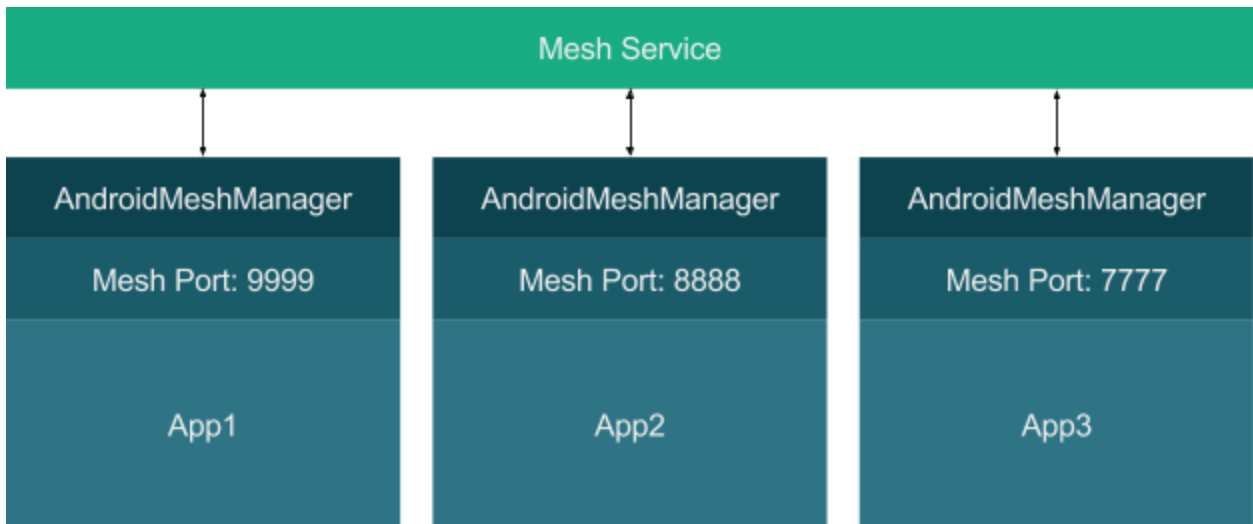 Mesh Service
AndroidMeshManager
Mesh Port: 9999
App1
AndroidMeshManager
Mesh Port: 8888
App2
AndroidMeshManager
Mesh Port: 7777
App3